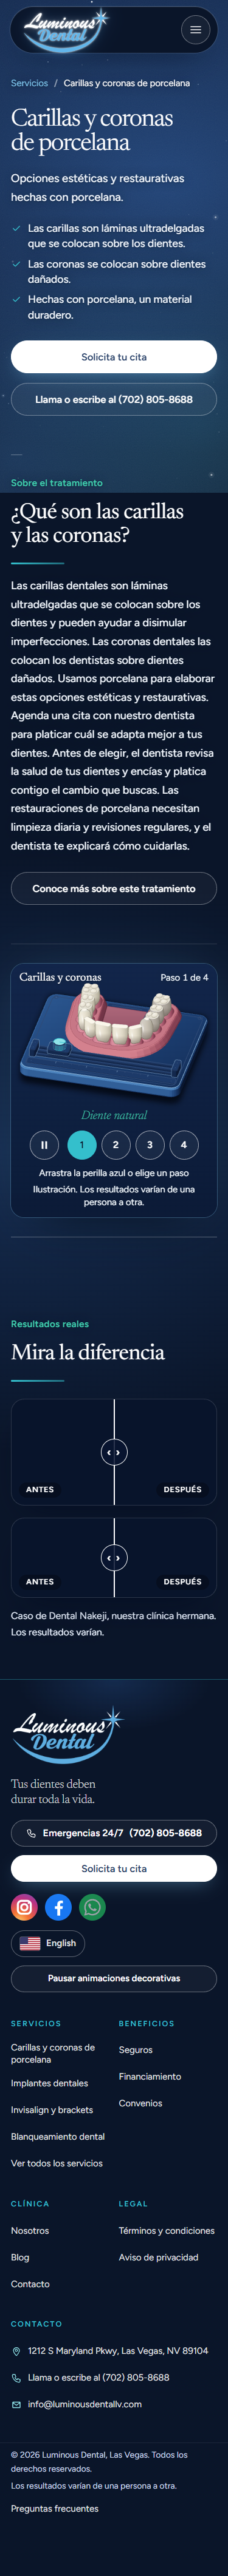 Luminous
Dental
Servicios / Carillas y coronas de porcelana
Carillas y coronas
de porcelana
Opciones estéticas y restaurativas
hechas con porcelana.
Las carillas son láminas ultradelgadas
que se colocan sobre los dientes.
Las coronas se colocan sobre dientes
dañados.
Hechas con porcelana, un material
duradero.
Solicita tu cita
Llama o escribe al (702) 805-8688
Sobre el tratamiento
¿Qué son las carillas
y las coronas?
Las carillas dentales son láminas
ultradelgadas que se colocan sobre los
dientes y pueden ayudar a disimular
imperfecciones. Las coronas dentales las
colocan los dentistas sobre dientes
dañados. Usamos porcelana para elaborar
estas opciones estéticas y restaurativas.
Agenda una cita con nuestro dentista
para platicar cuál se adapta mejor a tus
dientes. Antes de elegir, el dentista revisa
la salud de tus dientes y encías y platica
contigo el cambio que buscas. Las
restauraciones de porcelana necesitan
limpieza diaria y revisiones regulares, y el
dentista te explicará cómo cuidarlas.
Conoce más sobre este tratamiento
Carillas y coronas
Paso 1 de 4
Diente natural
1 2 3 4
Arrastra la perilla azul o elige un paso
Ilustración. Los resultados varían de una
persona a otra.
Resultados reales
Mira la diferencia
ANTES DESPUÉS
ANTES DESPUÉS
Caso de Dental Nakeji, nuestra clínica hermana.
Los resultados varían.
Luminous
Dental
Tus dientes deben
durar toda la vida.
Emergencias 24/7 (702) 805-8688
Solicita tu cita
English
Pausar animaciones decorativas
SERVICIOS
Carillas y coronas de
porcelana
Implantes dentales
Invisalign y brackets
Blanqueamiento dental
Ver todos los servicios
BENEFICIOS
Seguros
Financiamiento
Convenios
CLÍNICA
Nosotros
Blog
Contacto
LEGAL
Términos y condiciones
Aviso de privacidad
CONTACTO
1212 S Maryland Pkwy, Las Vegas, NV 89104
Llama o escribe al (702) 805-8688
info@luminousdentallv.com
© 2026 Luminous Dental, Las Vegas. Todos los
derechos reservados.
Los resultados varían de una persona a otra.
Preguntas frecuentes